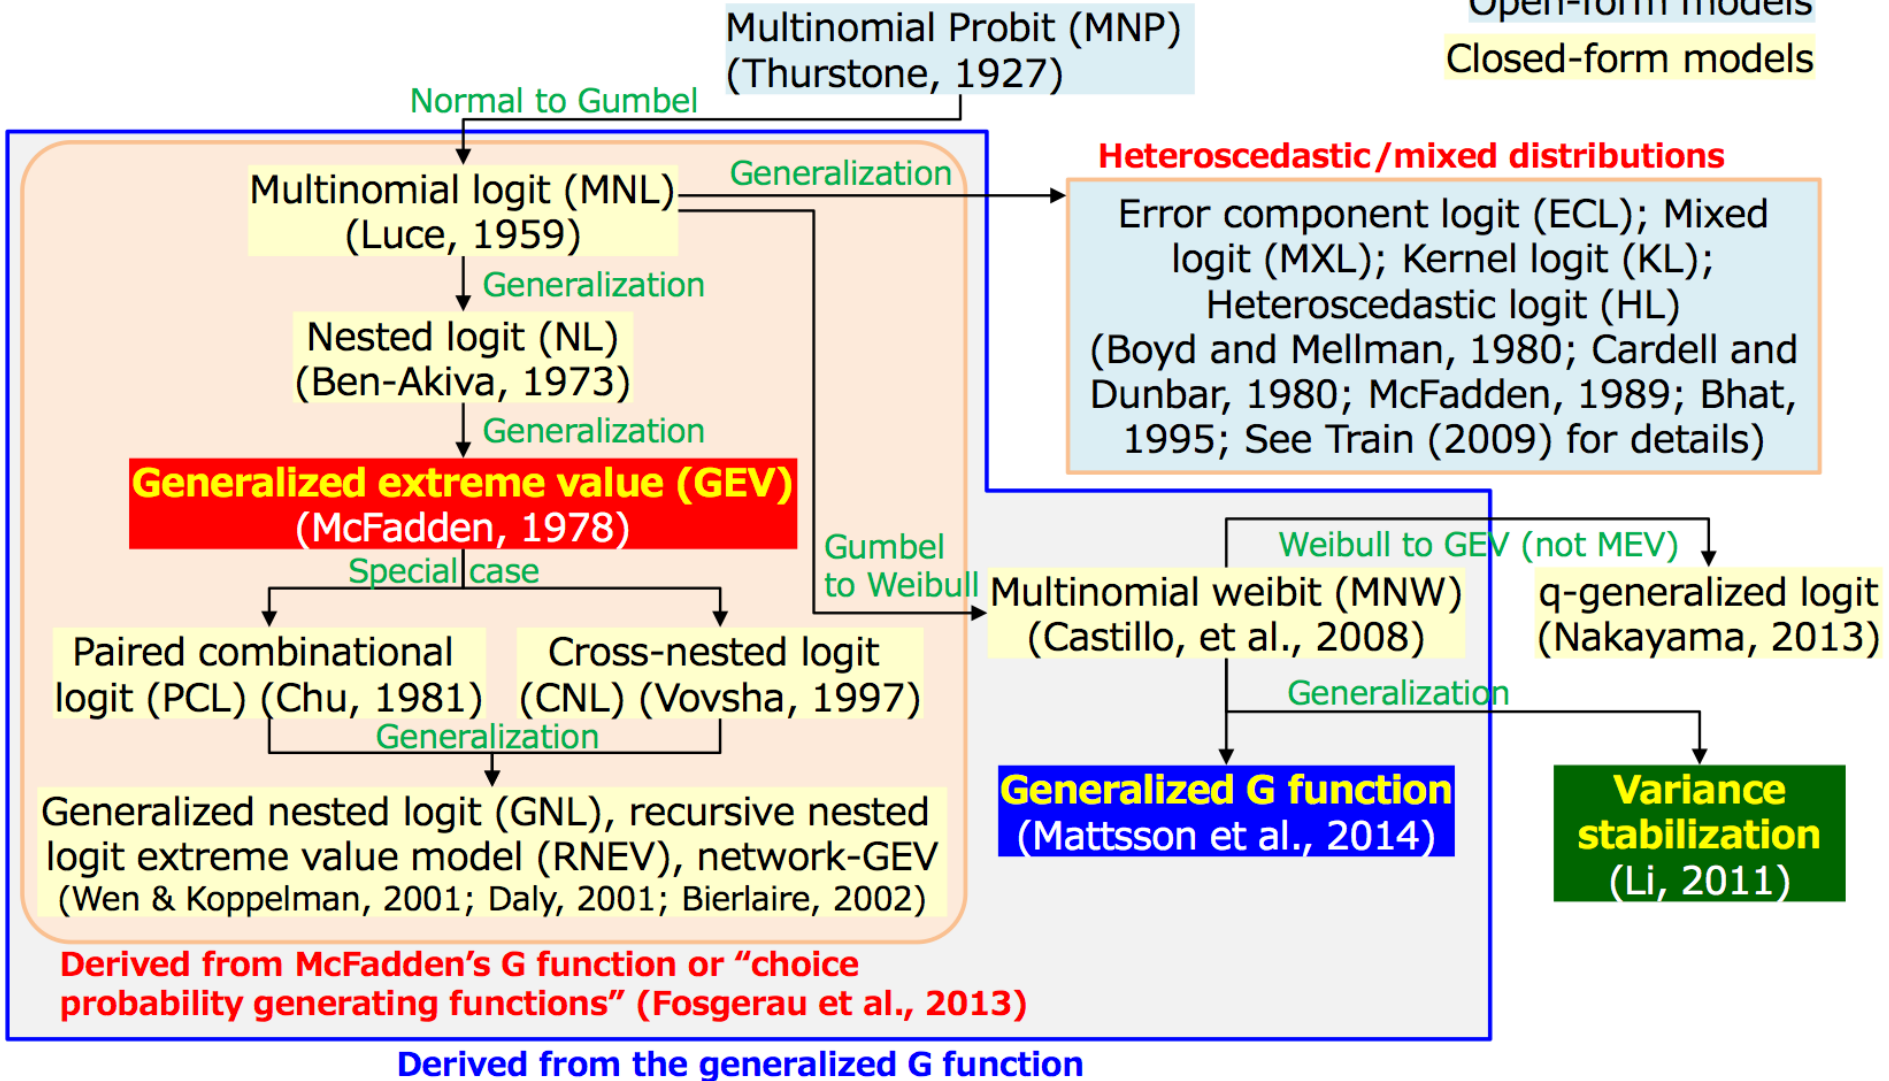 Multinomial Probit (MNP)
(Thurstone, 1927)
Open-form models
Closed-form models
Normal to Gumbel
Multinomial logit (MNL)
(Luce, 1959)
Generalization
Heteroscedastic/mixed distributions
Error component logit (ECL); Mixed
logit (MXL); Kernel logit (KL);
Heteroscedastic logit (HL)
(Boyd and Mellman, 1980; Cardell and
Dunbar, 1980; McFadden, 1989; Bhat,
1995; See Train (2009) for details)
Generalization
Nested logit (NL)
(Ben-Akiva, 1973)
Generalization
Generalized extreme value (GEV)
(McFadden, 1978)
Special case
Gumbel
to Weibull
Weibull to GEV (not MEV)
Multinomial weibit (MNW)
(Castillo, et al., 2008)
q-generalized logit
(Nakayama, 2013)
Paired combinational
logit (PCL) (Chu, 1981)
Cross-nested logit
(CNL) (Vovsha, 1997)
Generalization
Generalization
Generalized nested logit (GNL), recursive nested
logit extreme value model (RNEV), network-GEV
(Wen & Koppelman, 2001; Daly, 2001; Bierlaire, 2002)
Generalized G function
(Mattsson et al., 2014)
Variance
stabilization
(Li, 2011)
Derived from McFadden’s G function or “choice
probability generating functions” (Fosgerau et al., 2013)
Derived from the generalized G function